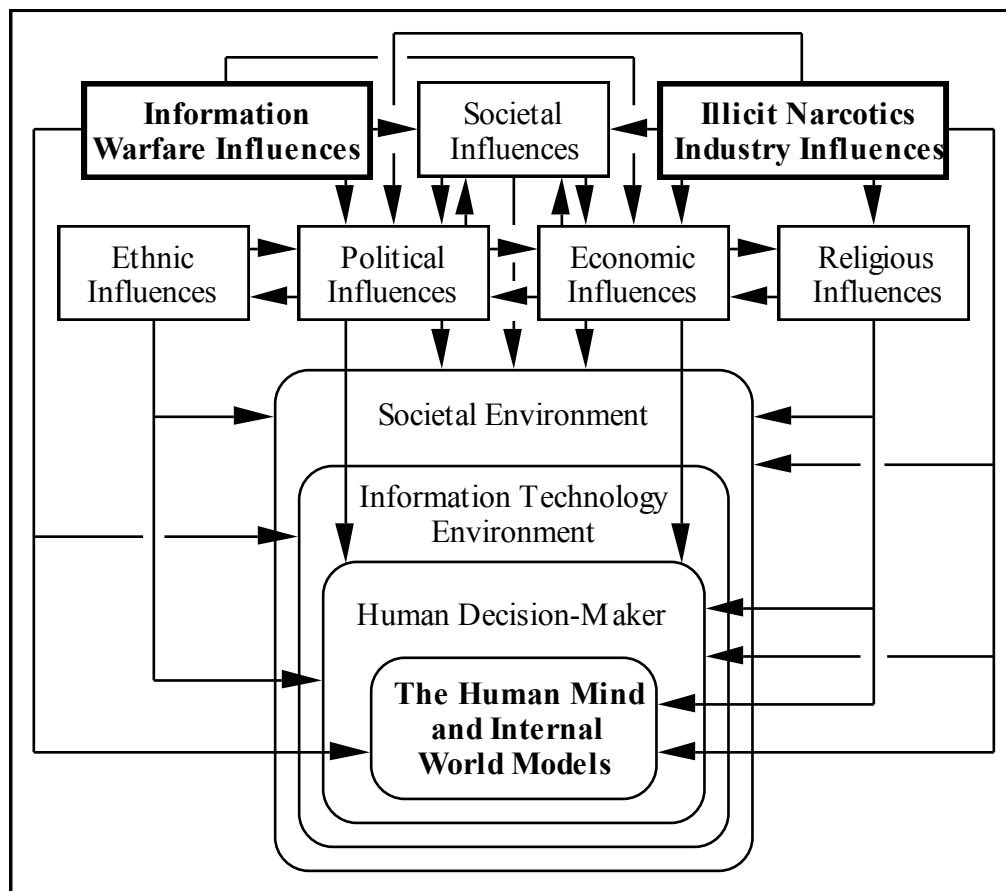 Information
Warfare Influences
Societal
Influences
Illicit Narcotics
Industry Influences
Ethnic
Influences
Political
Influences
Economic
Influences
Religious
Influences
Societal Environment
Information Technology
Environment
Human Decision-Maker
The Human Mind
and Internal
World Models